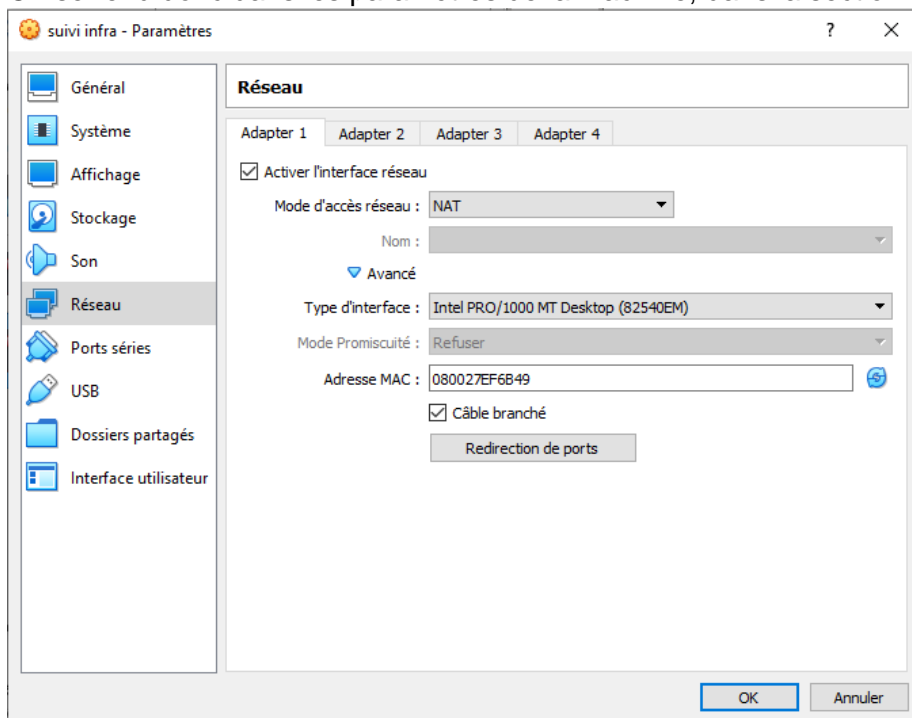 suivi infra - Paramètres ? ×
Général
Système
Affichage
Stockage
Son
Réseau
Ports séries
USB
Dossiers partagés
Interface utilisateur
Réseau
Adapter 1 Adapter 2 Adapter 3 Adapter 4
Activer l'interface réseau
Mode d'accès réseau : NAT
Nom :
Avancé
Type d'interface : Intel PRO/1000 MT Desktop (82540EM)
Mode Promiscuité : Refuser
Adresse MAC : 080027EF6B49
Câble branché
Redirection de ports
OK Annuler